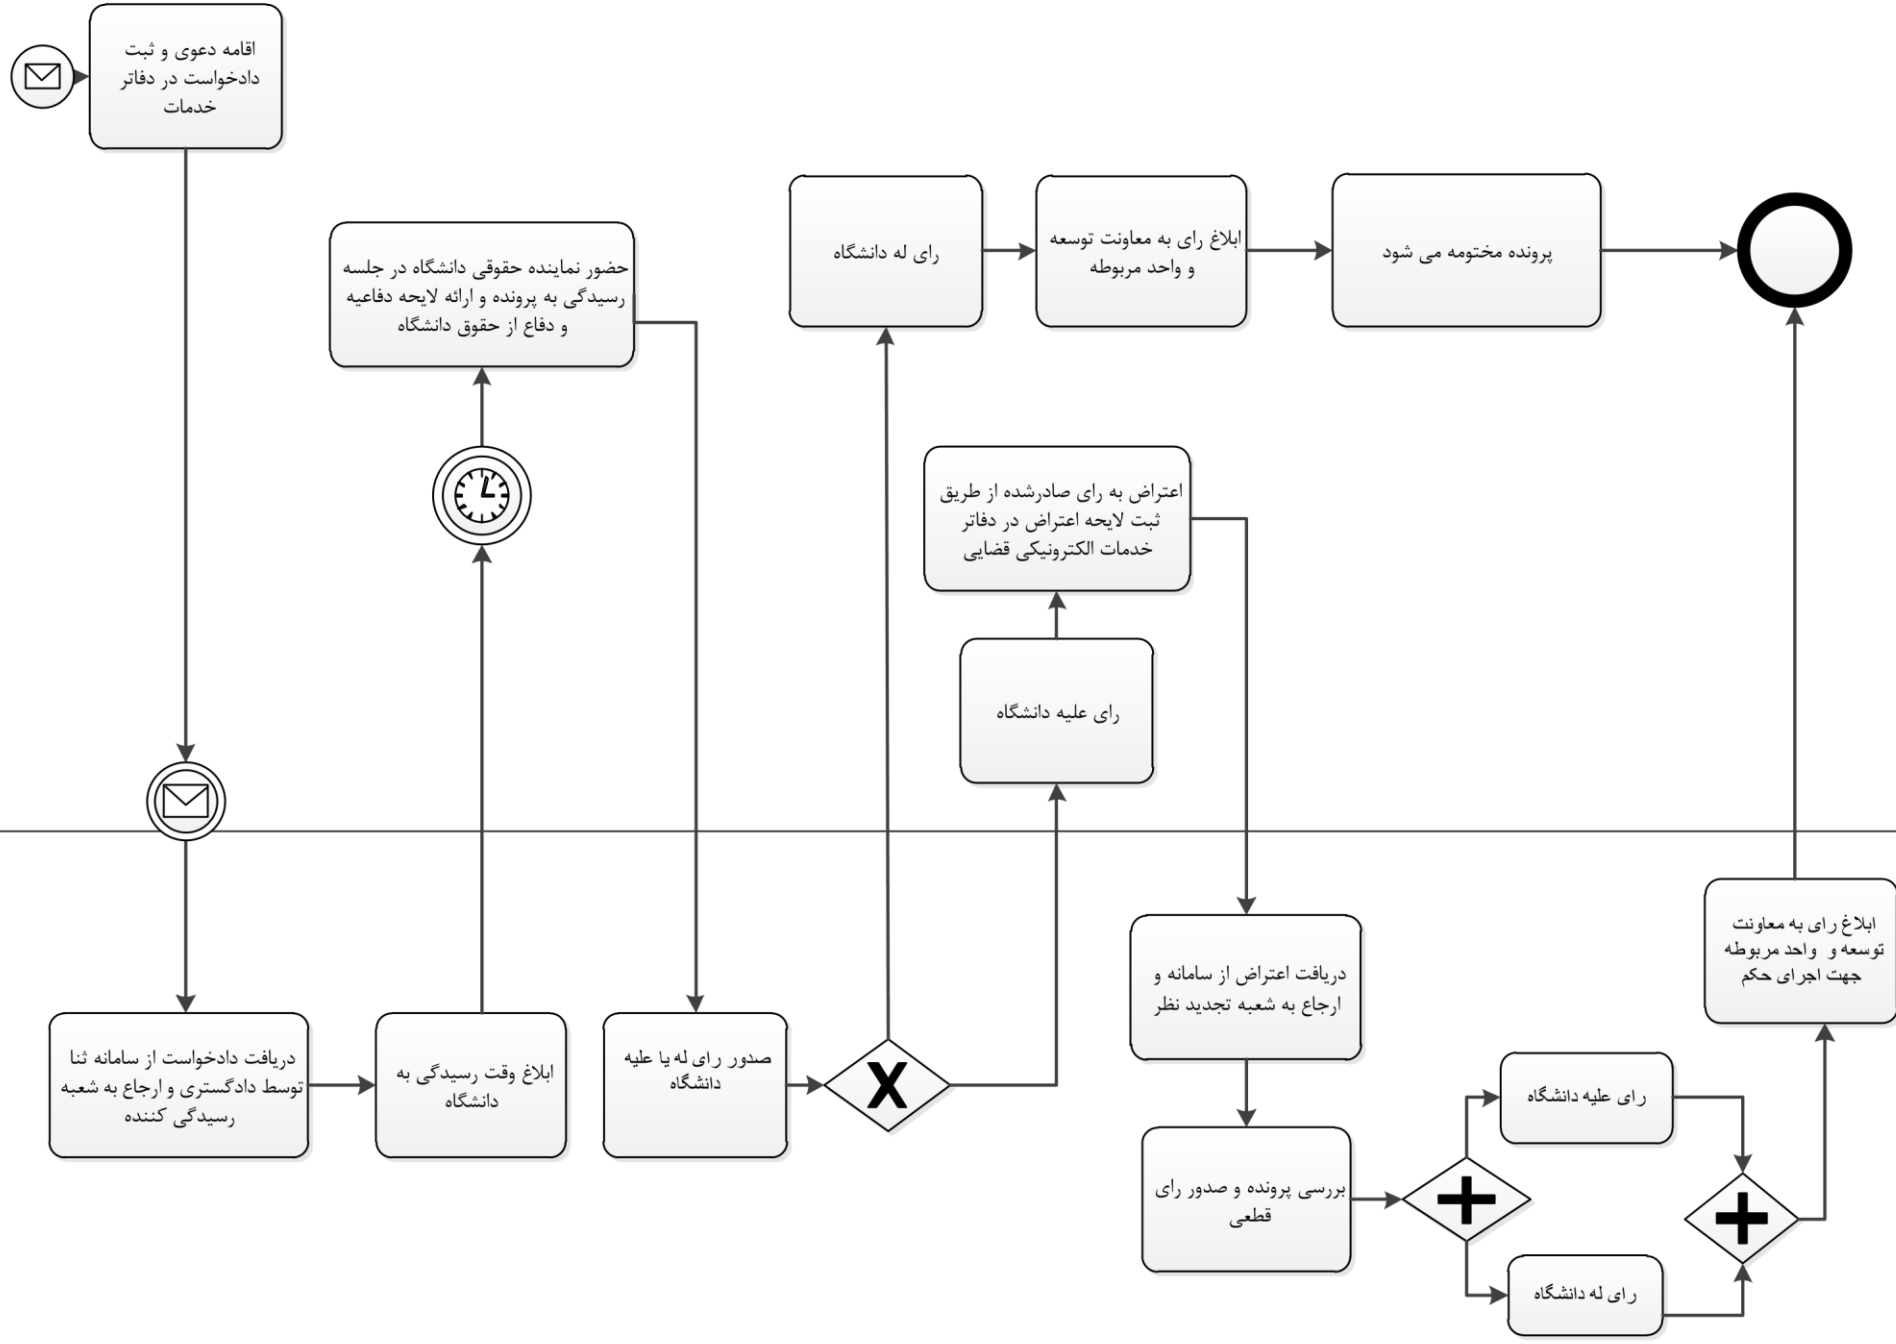 اقامه دعوی و ثبت
دادخواست در دفاتر
خدمات
دریافت دادخواست از سامانه ثنا
توسط دادگستری و ارجاع به شعبه
رسیدگی کننده
ابلاغ وقت رسیدگی به
دانشگاه
حضور نماینده حقوقی دانشگاه در جلسه
رسیدگی به پرونده و ارائه لایحه دفاعیه
و دفاع از حقوق دانشگاه
صدور رای له یا علیه
دانشگاه
X
رای له دانشگاه
ابلاغ رای به معاونت توسعه
و واحد مربوطه
پرونده مختومه می شود
رای علیه دانشگاه
اعتراض به رای صادرشده از طریق
ثبت لایحه اعتراض در دفاتر
خدمات الکترونیکی قضایی
دریافت اعتراض از سامانه و
ارجاع به شعبه تجدید نظر
بررسی پرونده و صدور رای
قطعی
رای علیه دانشگاه
رای له دانشگاه
ابلاغ رای به معاونت
توسعه و واحد مربوطه
جهت اجرای حکم